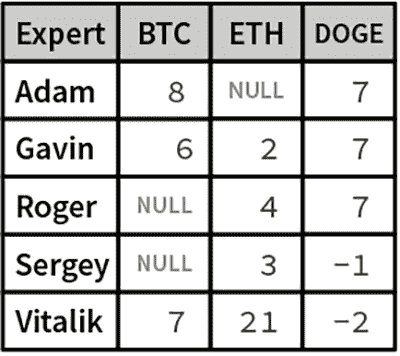 Expert BTC ETH DOGE
Adam 8 NULL 7
Gavin 6 2 7
Roger NULL 4 7
Sergey NULL 3 -1
Vitalik 7 21 -2